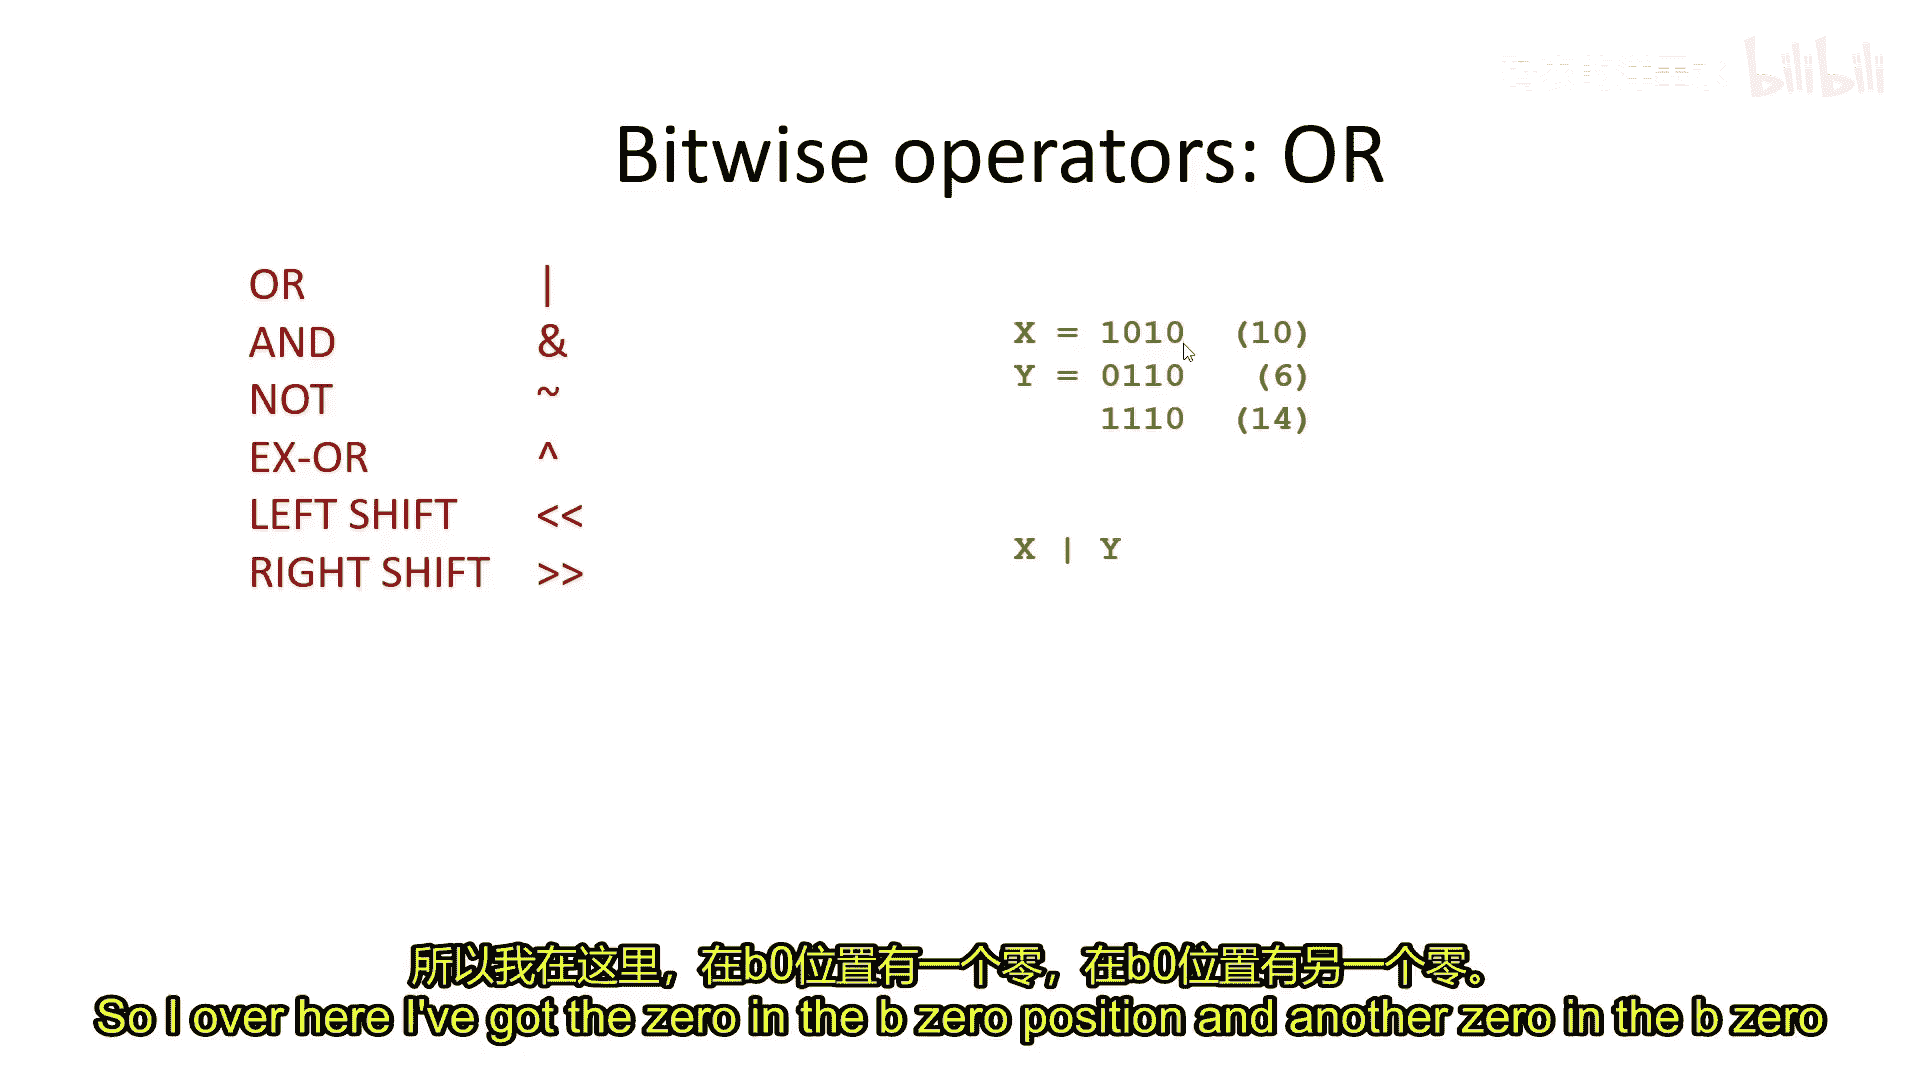 bilibili
Bitwise operators: OR
OR |
AND &
NOT ~
EX-OR ^
LEFT SHIFT <<
RIGHT SHIFT >>
X = 1010 (10)
Y = 0110 (6)
1110 (14)
X | Y
所以我在这里，在b0位置有一个零，在b0位置有另一个零。
So I over here I've got the zero in the b zero position and another zero in the b zero